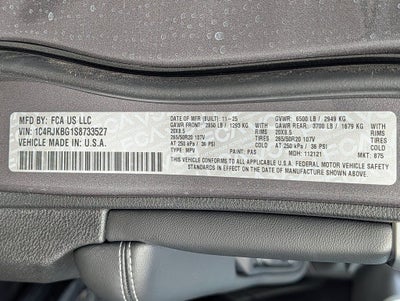 MFD BY: FCA US LLC
VIN: 1C4RJKBG1S8733527
VEHICLE MADE IN: U.S.A.
DATE OF MFR (BUILT): 11-25
GVWR: 6500 LB / 2949 KG
GAWR FRONT: 2850 LB / 1293 KG
GAWR REAR: 3700 LB / 1679 KG
20X8.5 RIMS
20X8.5 RIMS
265/50R20 107V TIRES
265/50R20 107V TIRES
AT 250 kPa / 36 PSI COLD
AT 250 kPa / 36 PSI COLD
TYPE: MPV PAINT: PAS MDH: 112121 MKT: 875
THIS VEHICLE CONFORMS TO ALL APPLICABLE U.S.A. FEDERAL MOTOR VEHICLE SAFETY
STANDARDS IN EFFECT ON THE DATE OF MANUFACTURE SHOWN ABOVE.